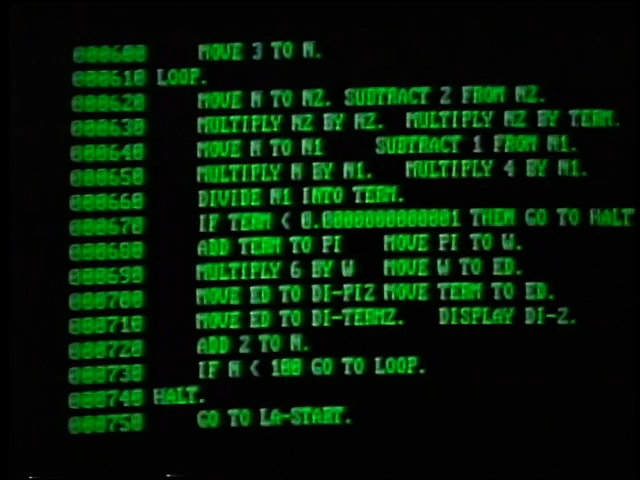 000600 MOVE 3 TO N.
000610 LOOP.
000620 MOVE N TO N2. SUBTRACT 2 FROM N2.
000630 MULTIPLY N2 BY N2. MULTIPLY N2 BY TERM.
000640 MOVE N TO N1 SUBTRACT 1 FROM N1.
000650 MULTIPLY N BY N1. MULTIPLY 4 BY N1.
000660 DIVIDE N1 INTO TERM.
000670 IF TERM < 0.0000000000001 THEN GO TO HALT
000680 ADD TERM TO PI MOVE PI TO W.
000690 MULTIPLY 6 BY W MOVE W TO ED.
000700 MOVE ED TO DI-PI2 MOVE TERM TO ED.
000710 MOVE ED TO DI-TERM2. DISPLAY DI-2.
000720 ADD 2 TO N.
000730 IF N < 100 GO TO LOOP.
000740 HALT.
000750 GO TO LA-START.